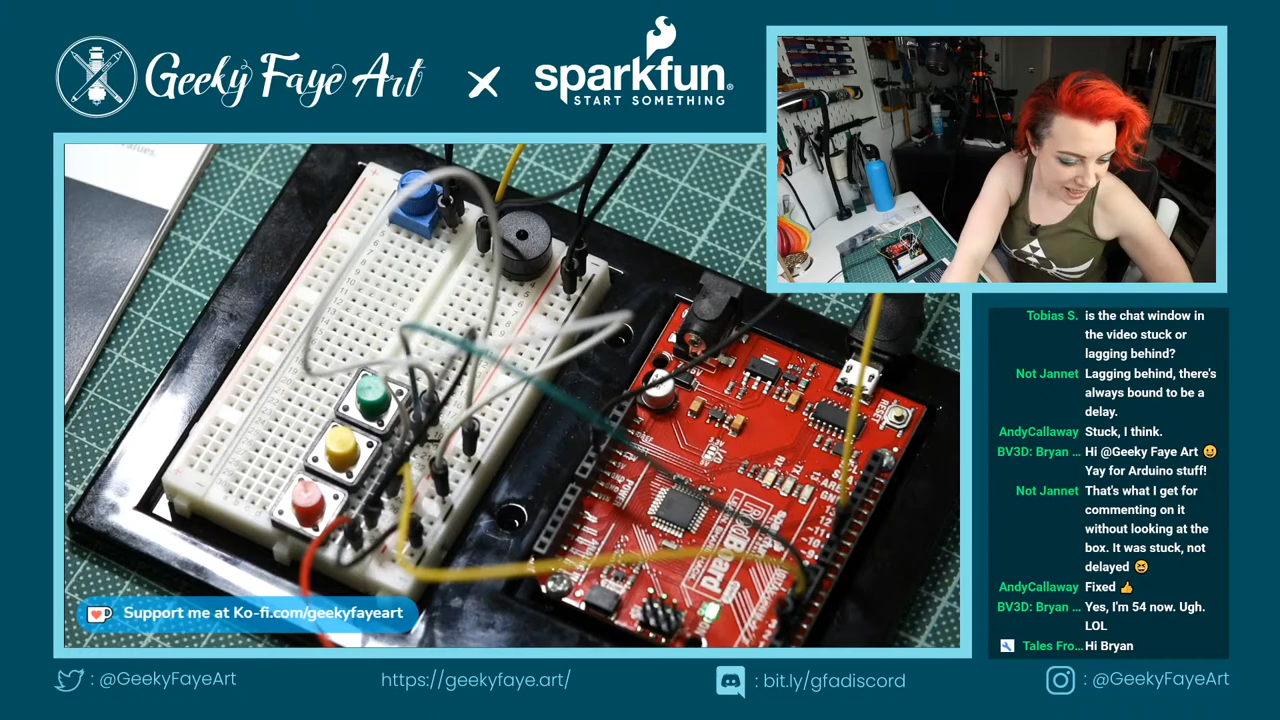 Geeky Faye Art
sparkfun®
START SOMETHING
values.
RESET
POWER
RedBoard
Support me at Ko-fi.com/geekyfayeart
Tobias S. is the chat window in
the video stuck or
lagging behind?
Not Jannet Lagging behind, there's
always bound to be a
delay.
AndyCallaway Stuck, I think.
BV3D: Bryan ... Hi @Geeky Faye Art 😀
Yay for Arduino stuff!
Not Jannet That's what I get for
commenting on it
without looking at the
box. It was stuck, not
delayed 😆
AndyCallaway Fixed 👍
BV3D: Bryan ... Yes, I'm 54 now. Ugh.
LOL
Tales Fro... Hi Bryan
: @GeekyFayeArt
https://geekyfaye.art/
: bit.ly/gfadiscord
: @GeekyFayeArt